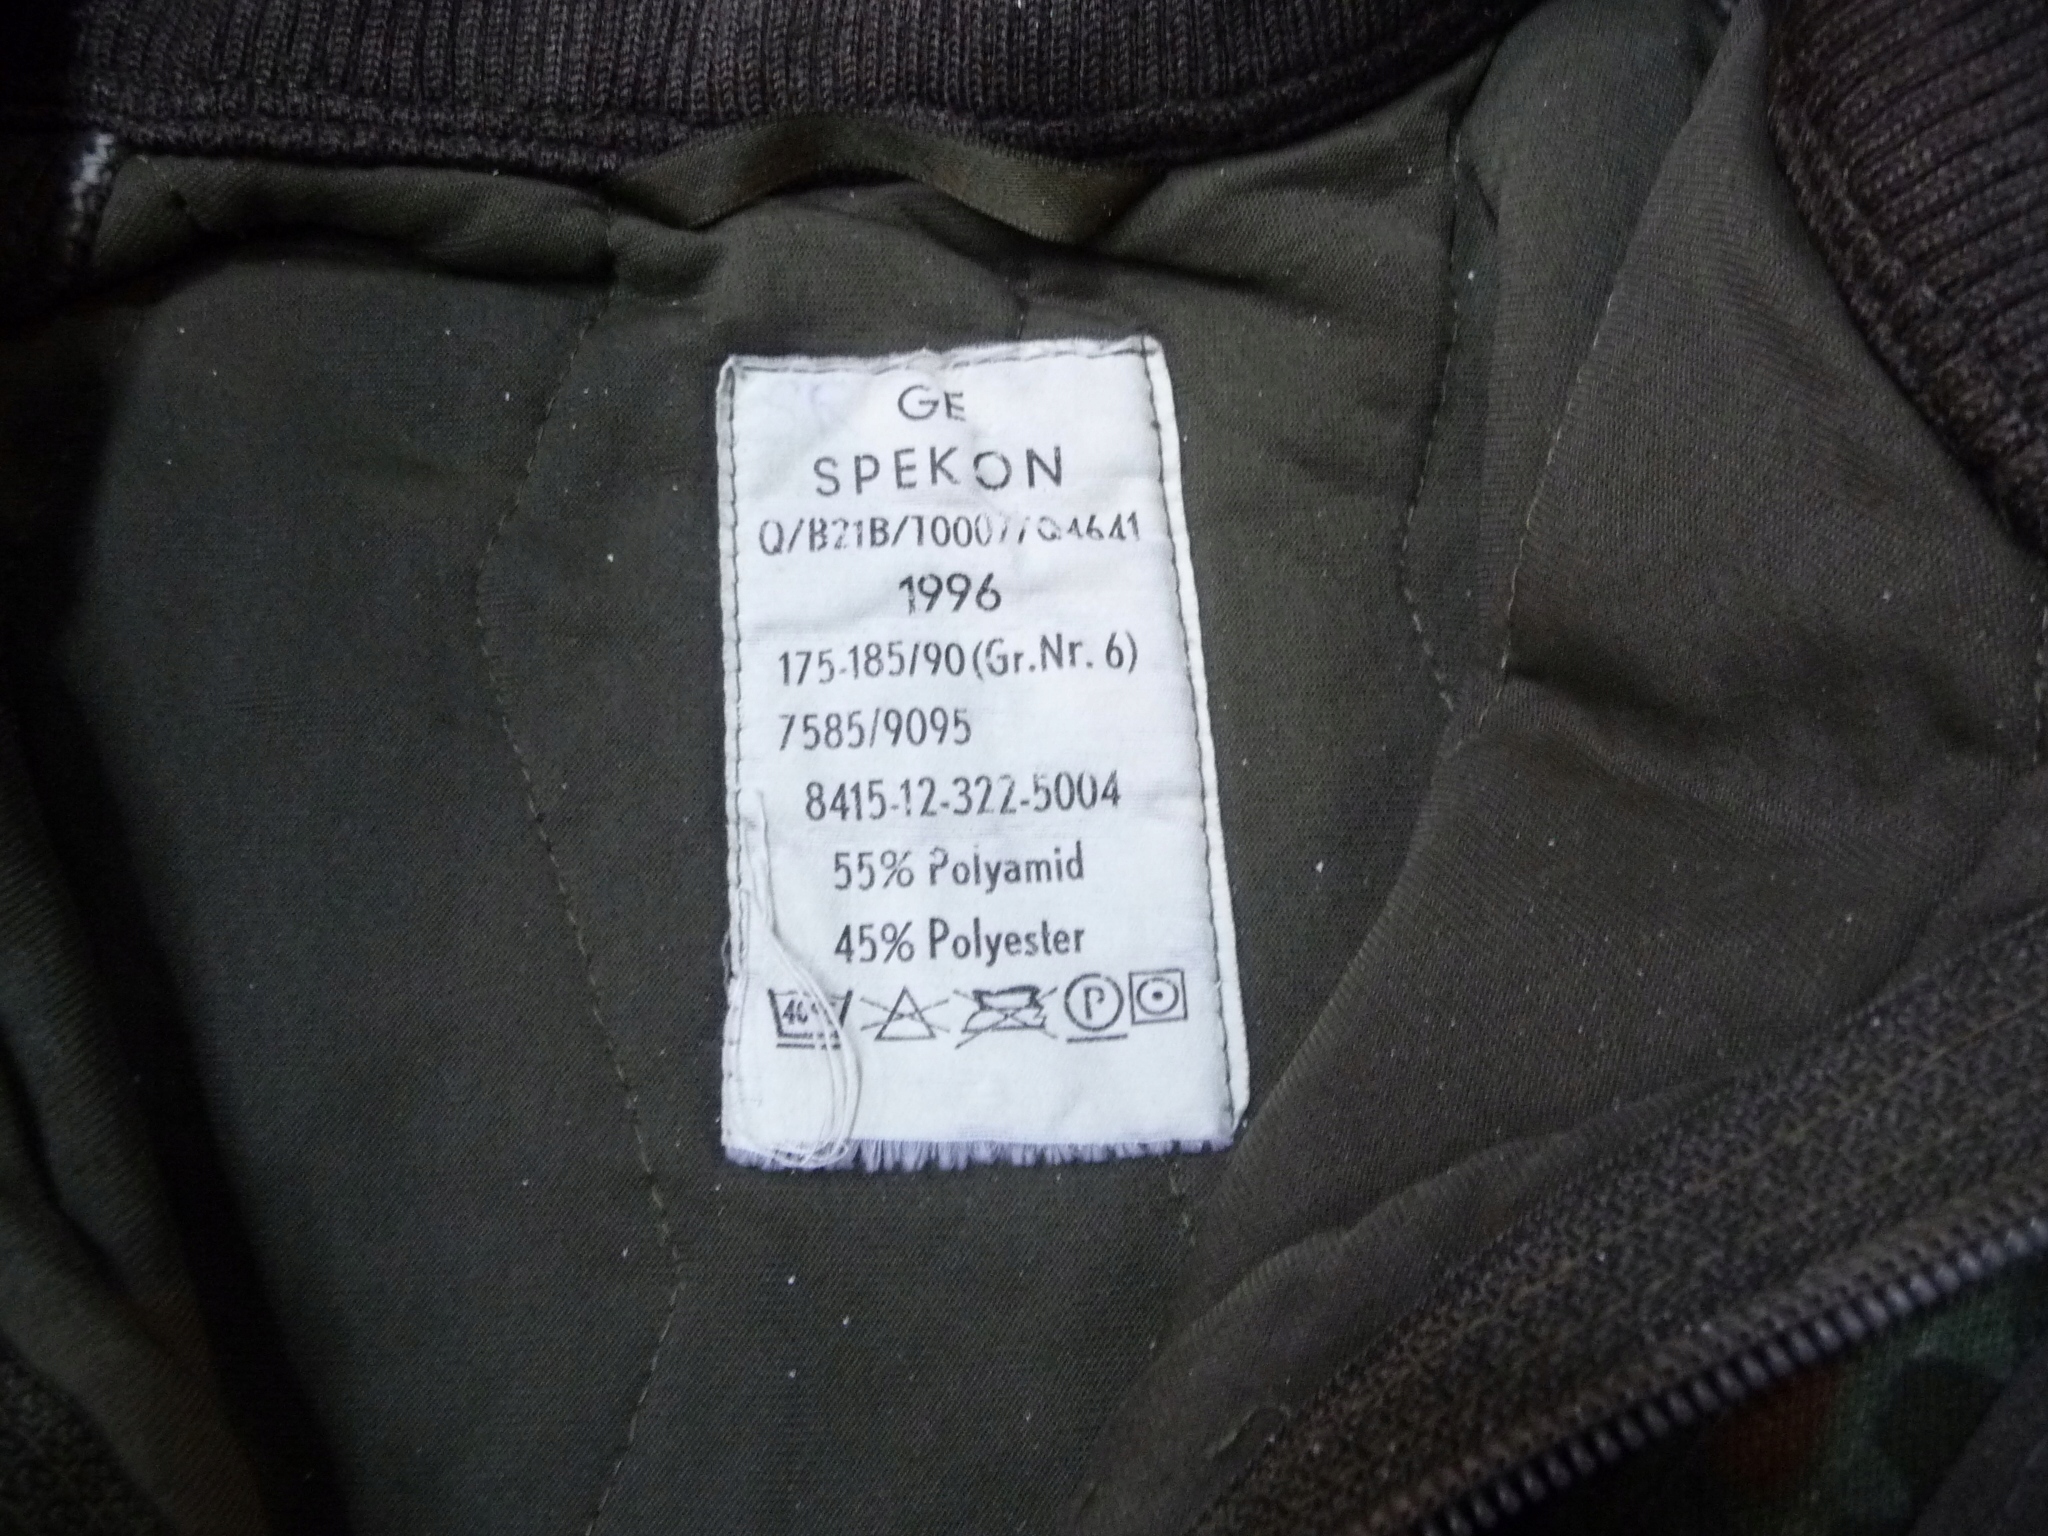 GE
SPEKON
1996
175-185/90(Gr.Nr. 6)
7585/9095
8415-12-322-5004
55% Polyamid
45% Polyester
P